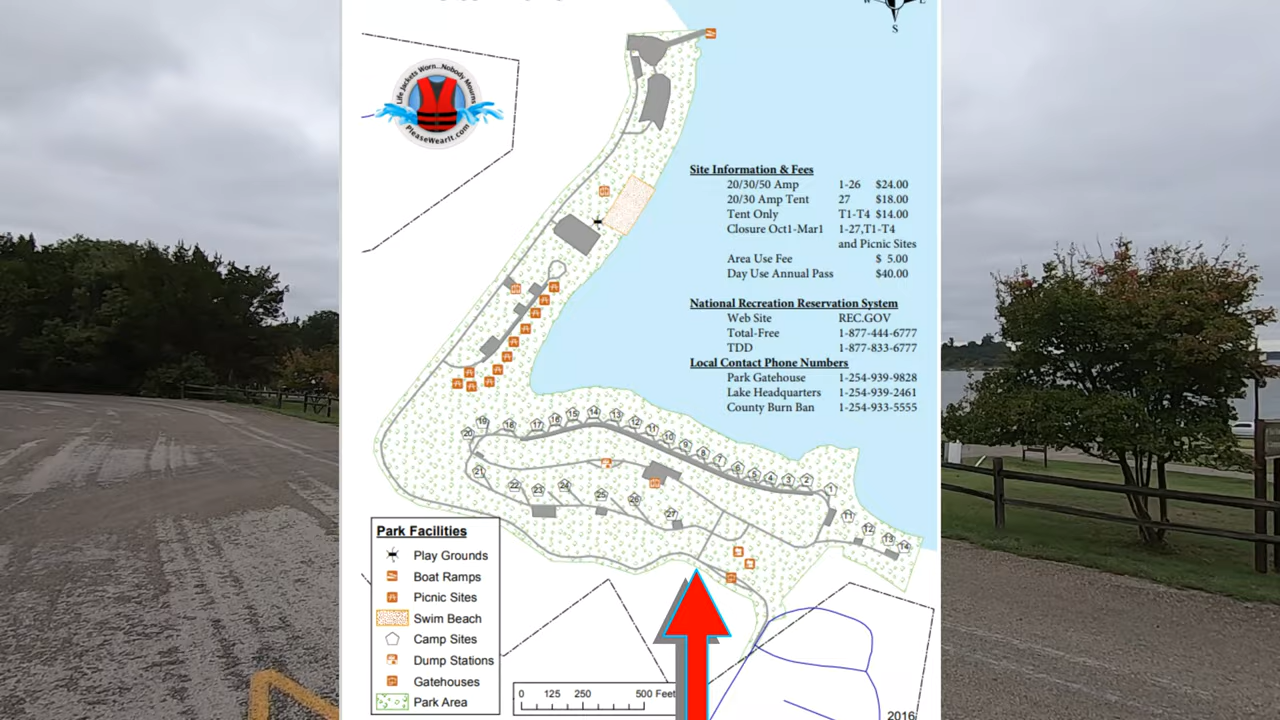 W
E
S
Life Jackets Worn...Nobody Mourns
PleaseWearIt.com
Site Information & Fees
20/30/50 Amp 1-26 $24.00
20/30 Amp Tent 27 $18.00
Tent Only T1-T4 $14.00
Closure Oct1-Mar1 1-27,T1-T4
and Picnic Sites
Area Use Fee $ 5.00
Day Use Annual Pass $40.00
National Recreation Reservation System
Web Site REC.GOV
Total-Free 1-877-444-6777
TDD 1-877-833-6777
Local Contact Phone Numbers
Park Gatehouse 1-254-939-9828
Lake Headquarters 1-254-939-2461
County Burn Ban 1-254-933-5555
20 19 18 17 16 15 14 13 12 11 10 9 8 7 6 5 4 3 2 1
21 22 23 24 25 26 27
T1 T2 T3 T4
Park Facilities
Play Grounds
Boat Ramps
Picnic Sites
Swim Beach
Camp Sites
Dump Stations
Gatehouses
Park Area
0 125 250 500 Feet
2016